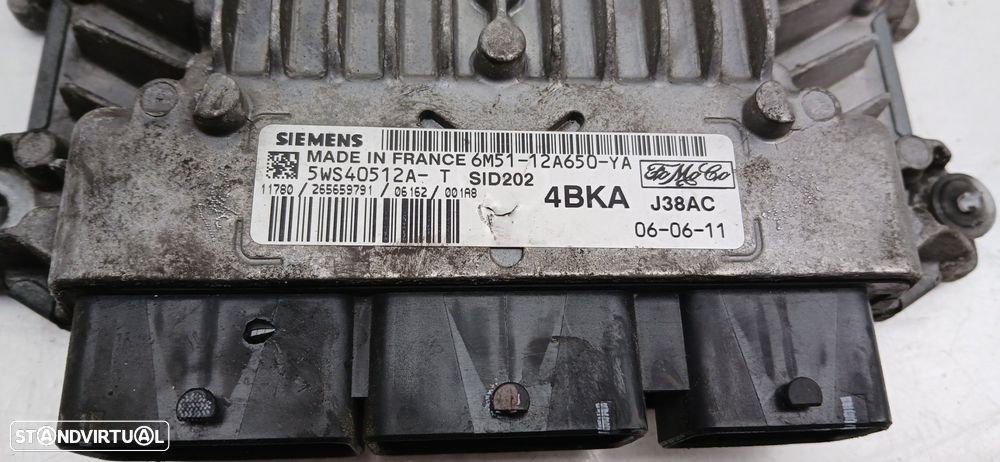 SIEMENS
MADE IN FRANCE 6M51-12A650-YA
5WS40512A- T SID202
FoMoCo
11780 / 265659791 / 06162 / 001A8
4BKA J38AC
06-06-11
STANDVIRTUAL